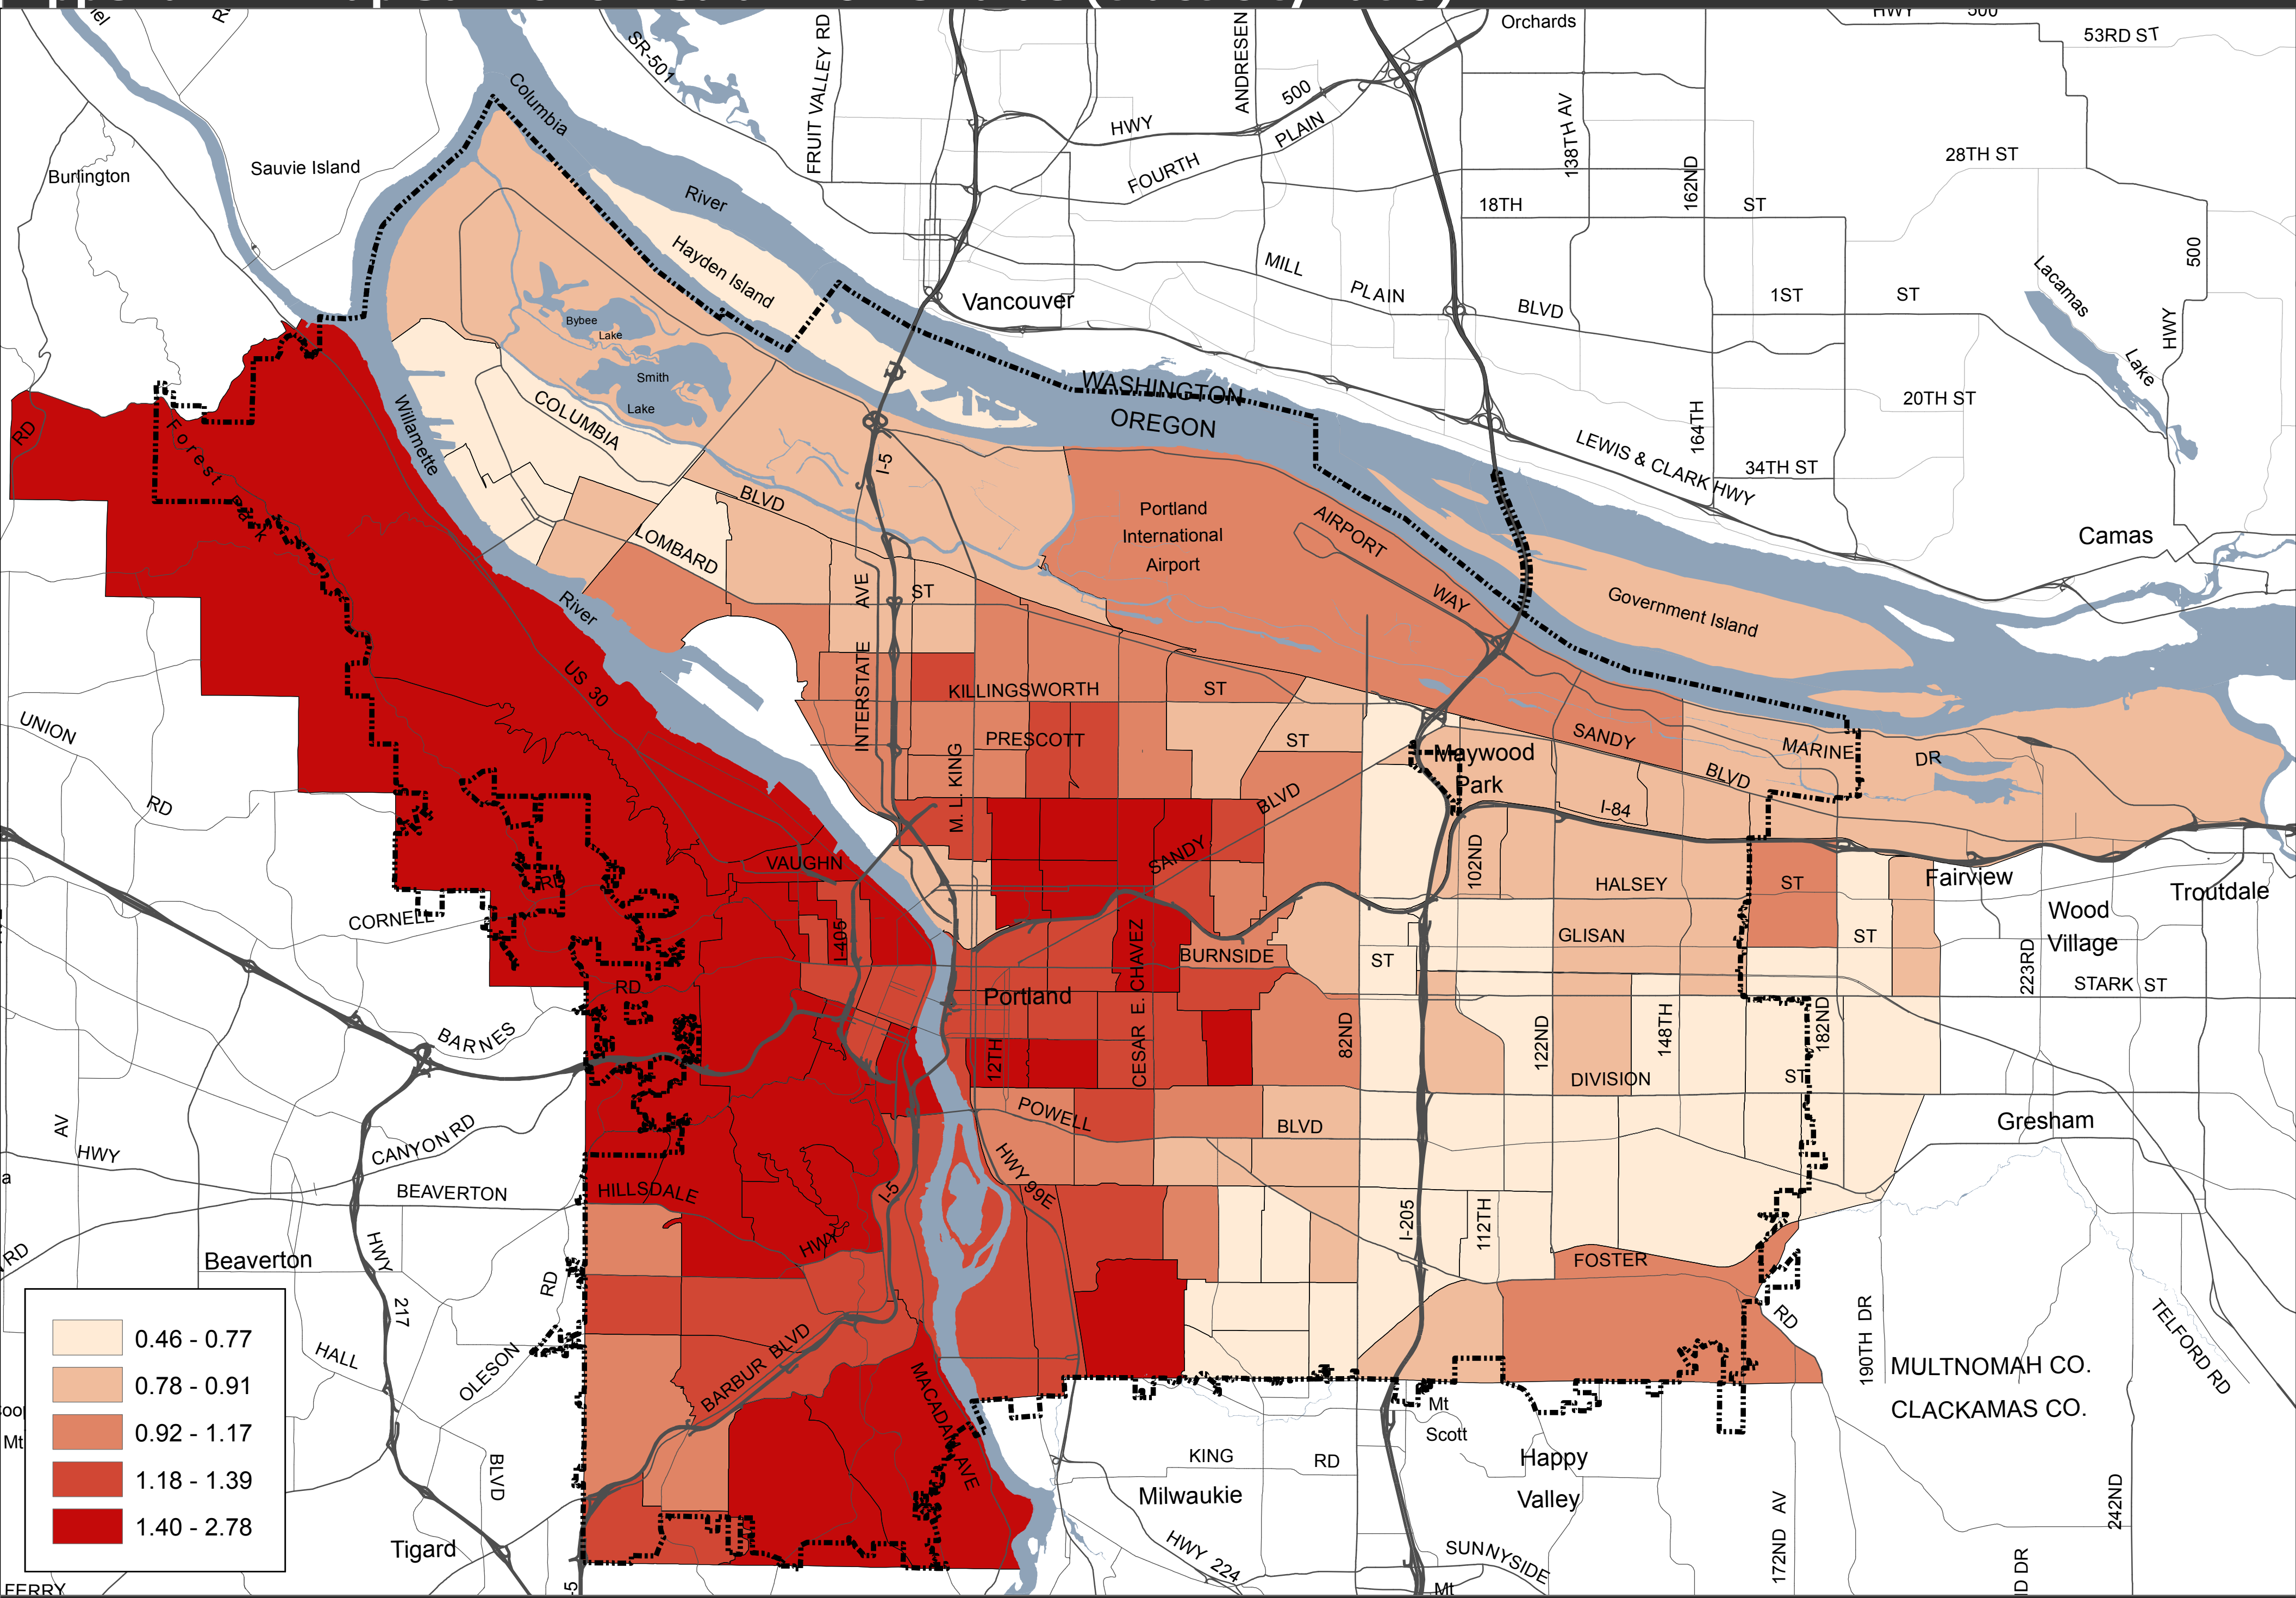 Orchards
HWY 500
53RD ST
SR-501
FRUIT VALLEY RD
ANDRESEN
500
HWY
PLAIN
FOURTH
138TH AV
162ND
28TH ST
18TH
ST
Burlington
Sauvie Island
Columbia
River
Hayden Island
MILL
PLAIN
BLVD
1ST
ST
500
HWY
Lacamas
Lake
Vancouver
Bybee
Lake
Smith
Lake
WASHINGTON
OREGON
20TH ST
164TH
LEWIS & CLARK HWY
34TH ST
Camas
RD
Forest
Park
Willamette
River
COLUMBIA
BLVD
I-5
LOMBARD
ST
Portland
International
Airport
AIRPORT
WAY
Government Island
US 30
INTERSTATE
AVE
KILLINGSWORTH
ST
PRESCOTT
ST
M. L. KING
SANDY
BLVD
MARINE
DR
Maywood
Park
UNION
RD
I-84
SANDY
BLVD
VAUGHN
102ND
HALSEY
ST
Fairview
Troutdale
RD
CORNELL
I-405
GLISAN
ST
Wood
Village
BURNSIDE
ST
223RD
STARK ST
RD
BARNES
Portland
CESAR E. CHAVEZ
12TH
82ND
122ND
148TH
182ND
DIVISION
ST
AV
HWY
CANYON RD
BEAVERTON
HILLSDALE
HWY
POWELL
BLVD
Gresham
HWY 99E
I-5
I-205
112TH
RD
Beaverton
HWY
217
RD
FOSTER
RD
190TH DR
TELFORD RD
0.46 - 0.77
0.78 - 0.91
0.92 - 1.17
1.18 - 1.39
1.40 - 2.78
HALL
BLVD
OLESON
BARBUR BLVD
MACADAM AVE
MULTNOMAH CO.
CLACKAMAS CO.
Mt
Mt
Scott
KING
RD
Happy
Valley
Milwaukie
HWY 224
SUNNYSIDE
172ND AV
242ND
Tigard
FERRY
I-5
Mt